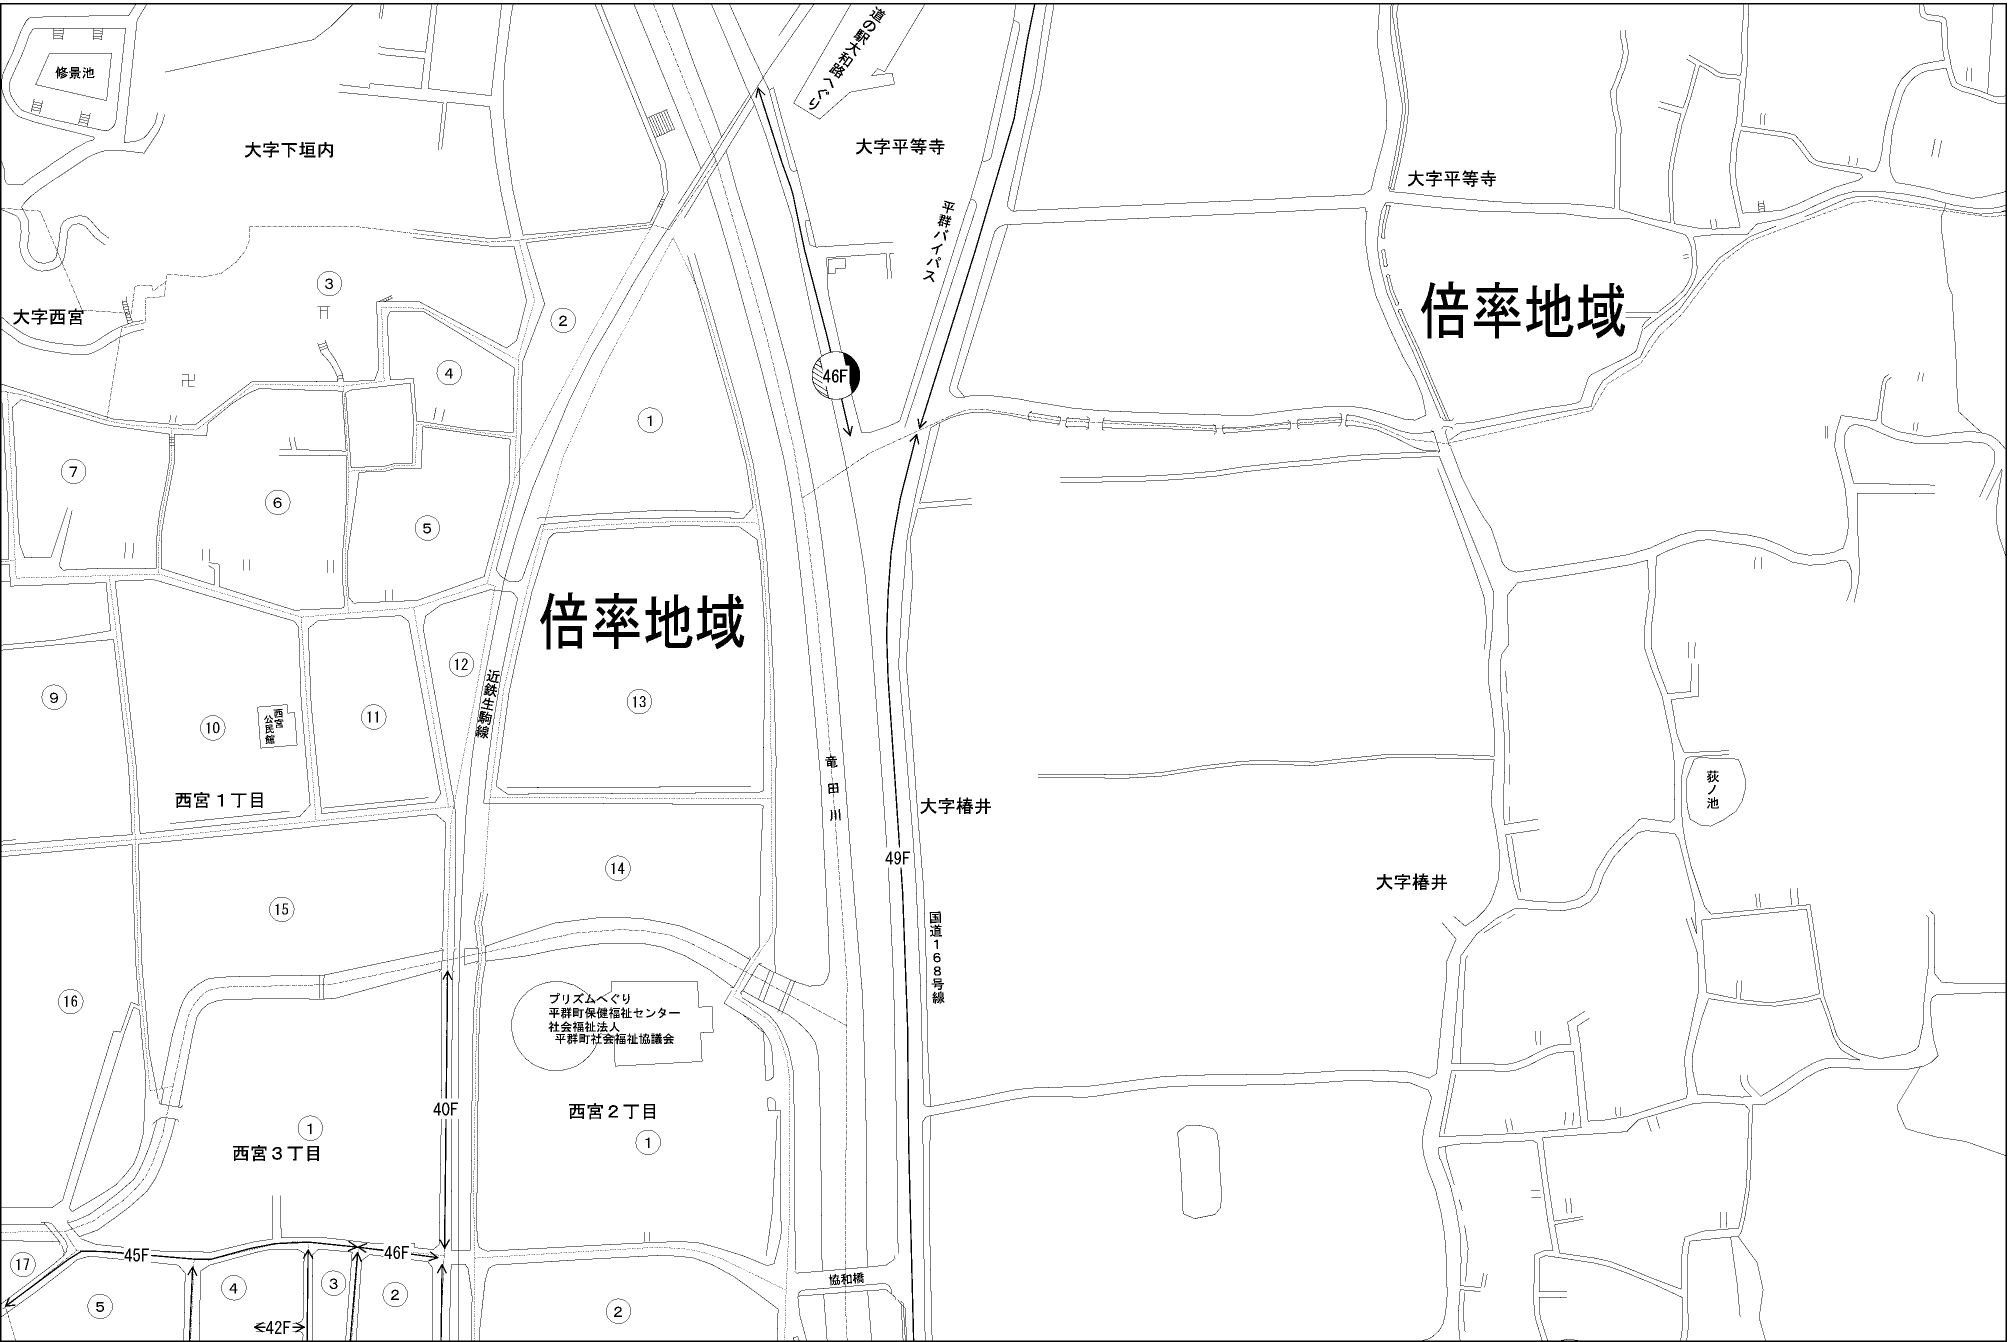 道の駅大和路へぐり
修景池
大字下垣内
大字平等寺
大字平等寺
平群バイパス
大字西宮
3
2
倍率地域
4
46F
1
7
6
5
倍率地域
12
近鉄生駒線
9
10
西宮
公民館
11
13
竜田川
荻ノ池
西宮1丁目
大字椿井
49F
14
大字椿井
15
国道168号線
16
プリズムへぐり
平群町保健福祉センター
社会福祉法人
平群町社会福祉協議会
40F
西宮2丁目
1
1
西宮3丁目
45F
46F
17
協和橋
4
3
2
5
2
42F